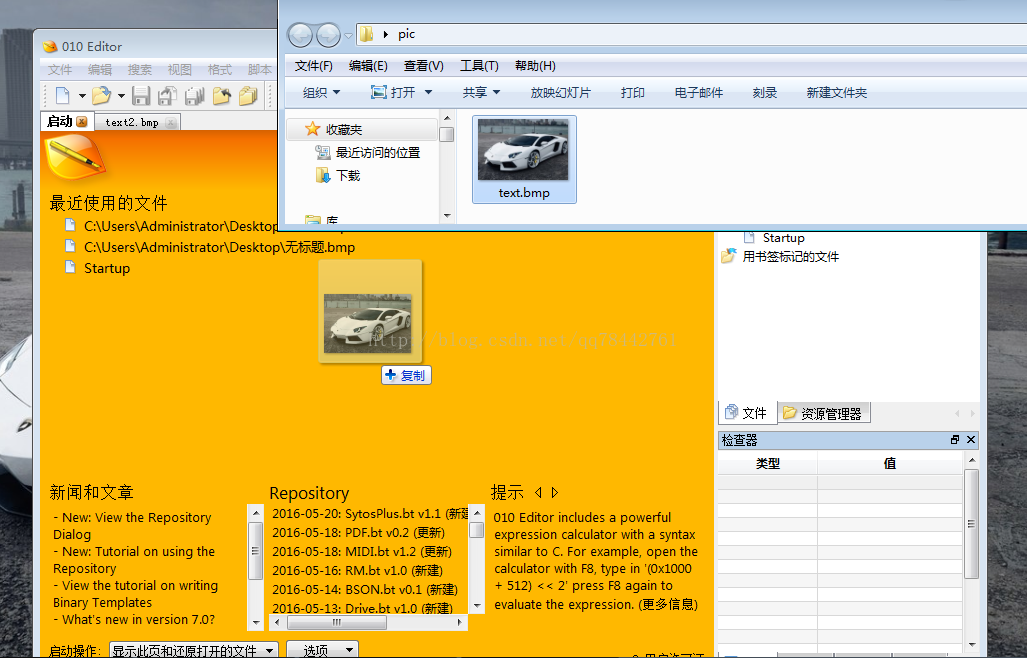 pic
文件(F) 编辑(E) 查看(V) 工具(T) 帮助(H)
组织 打开 共享 放映幻灯片 打印 电子邮件 刻录 新建文件夹
收藏夹
最近访问的位置
下载
库
text.bmp
010 Editor
文件 编辑 搜索 视图 格式 脚本
启动 text2.bmp
最近使用的文件
C:\Users\Administrator\Desktop
C:\Users\Administrator\Desktop\无标题.bmp
Startup
复制
Startup
用书签标记的文件
文件 资源管理器
检查器
类型 值
新闻和文章
- New: View the Repository
Dialog
- New: Tutorial on using the
Repository
- View the tutorial on writing
Binary Templates
- What's new in version 7.0?
Repository
2016-05-20: SytosPlus.bt v1.1 (新建
2016-05-18: PDF.bt v0.2 (更新)
2016-05-18: MIDI.bt v1.2 (更新)
2016-05-16: RM.bt v1.0 (新建)
2016-05-14: BSON.bt v0.1 (新建)
2016-05-13: Drive.bt v1.0 (新建)
提示
010 Editor includes a powerful
expression calculator with a syntax
similar to C. For example, open the
calculator with F8, type in '(0x1000
+ 512) << 2' press F8 again to
evaluate the expression. (更多信息)
启动操作: 显示此页和还原打开的文件 选项